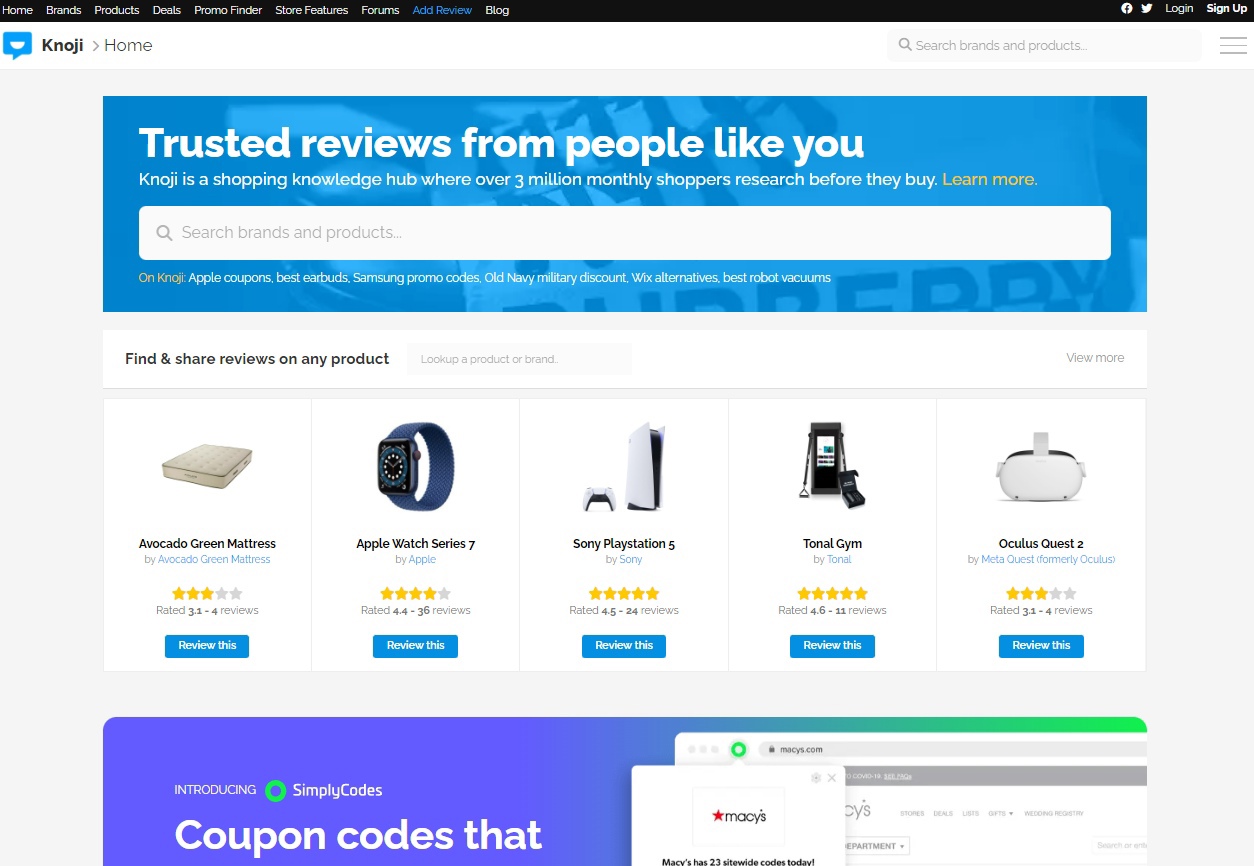 Home Brands Products Deals Promo Finder Store Features Forums Add Review Blog Login Sign Up
Knoji > Home Search brands and products...
Trusted reviews from people like you
Knoji is a shopping knowledge hub where over 3 million monthly shoppers research before they buy. Learn more.
Search brands and products...
On Knoji: Apple coupons, best earbuds, Samsung promo codes, Old Navy military discount, Wix alternatives, best robot vacuums
BURBERRY
Find & share reviews on any product Lookup a product or brand.. View more
Avocado Green Mattress Apple Watch Series 7 Sony Playstation 5 Tonal Gym Oculus Quest 2
by Avocado Green Mattress by Apple by Sony by Tonal by Meta Quest (formerly Oculus)
Rated 3.1 - 4 reviews Rated 4.4 - 36 reviews Rated 4.5 - 24 reviews Rated 4.6 - 11 reviews Rated 3.1 - 4 reviews
Review this Review this Review this Review this Review this
macys.com
TO COVID-19. SEE FAQs
INTRODUCING SimplyCodes
macy's cy's STORES DEALS LISTS GIFTS WEDDING REGISTRY
Coupon codes that
DEPARTMENT Search or ente
Macy's has 23 sitewide codes today!